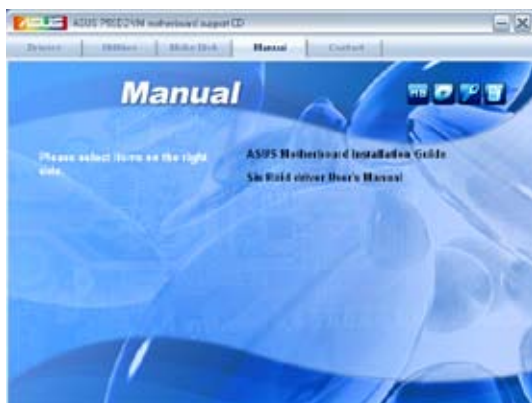 ASUS motherboard support CD
Drivers Utilities Make Disk Manual Contact
Manual
Please select items on the right side.
ASUS Motherboard Installation Guide
Sis Raid driver User's Manual